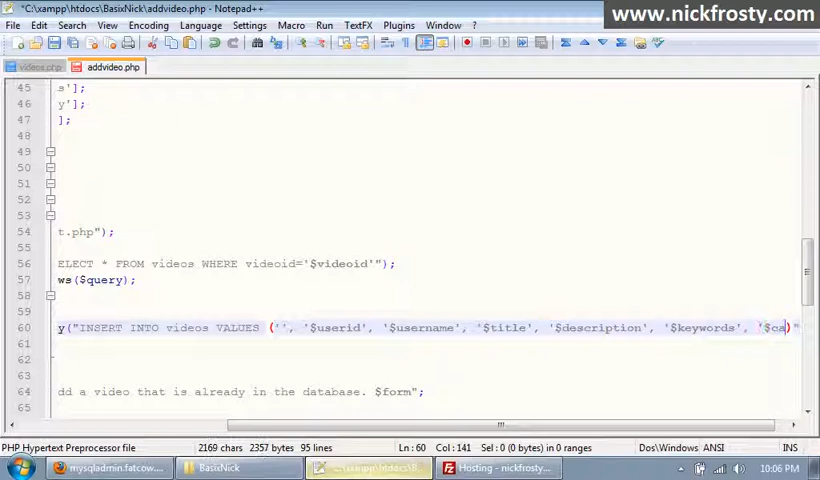 *C:\xampp\htdocs\BasixNick\addvideo.php - Notepad++
www.nickfrosty.com
File Edit Search View Encoding Language Settings Macro Run TextFX Plugins Window ?
videos.php addvideo.php
45 s'];
46 y'];
47 ];
48
49
50
51
52
53
54 t.php");
55
56 ELECT * FROM videos WHERE videoid='$videoid'");
57 ws($query);
58
59
60 y("INSERT INTO videos VALUES ('', '$userid', '$username', '$title', '$description', '$keywords', '$ca)"
61
62
63
64 dd a video that is already in the database. $form";
65
PHP Hypertext Preprocessor file 2169 chars 2357 bytes 95 lines Ln : 60 Col : 141 Sel : 0 (0 bytes) in 0 ranges Dos\Windows ANSI INS
mysqladmin.fatcow... BasixNick Hosting - nickfrosty... 10:06 PM